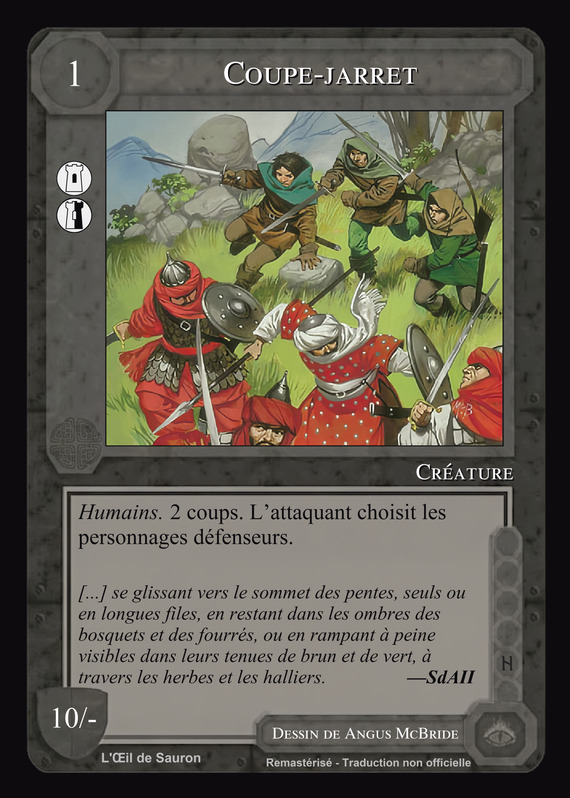 1
COUPE-JARRET
McB
CRÉATURE
Humains. 2 coups. L'attaquant choisit les
personnages défenseurs.
[...] se glissant vers le sommet des pentes, seuls ou
en longues files, en restant dans les ombres des
bosquets et des fourrés, ou en rampant à peine
visibles dans leurs tenues de brun et de vert, à
travers les herbes et les halliers. —SdAII
10/-
DESSIN DE ANGUS MCBRIDE
L'Œil de Sauron
Remastérisé - Traduction non officielle